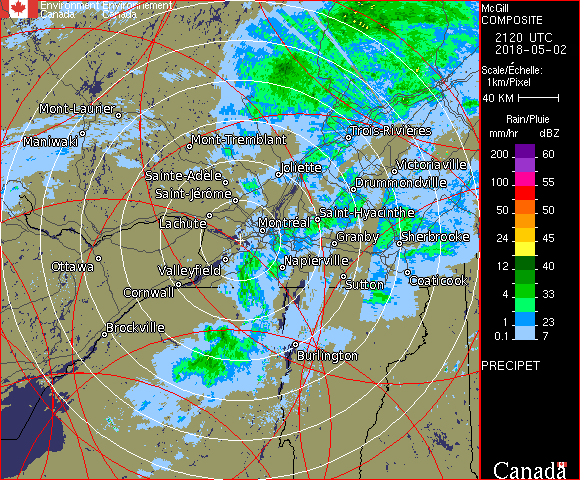 Environment Environnement
Canada Canada
McGill
COMPOSITE
2120 UTC
2018-05-02
Scale/Échelle:
1km/Pixel
40 KM
Rain/Pluie
mm/hr dBZ
200 60
100 55
50 50
24 45
12 40
4 33
1 23
0.1 7
PRECIPET
Canada
Mont-Laurier
Maniwaki
Mont-Tremblant
Trois-Rivières
Victoriaville
Joliette
Sainte-Adèle
Drummondville
Saint-Jérôme
Lachute
Saint-Hyacinthe
Montréal
Granby
Sherbrooke
Ottawa
Valleyfield
Napierville
Coaticook
Sutton
Cornwall
Brockville
Burlington